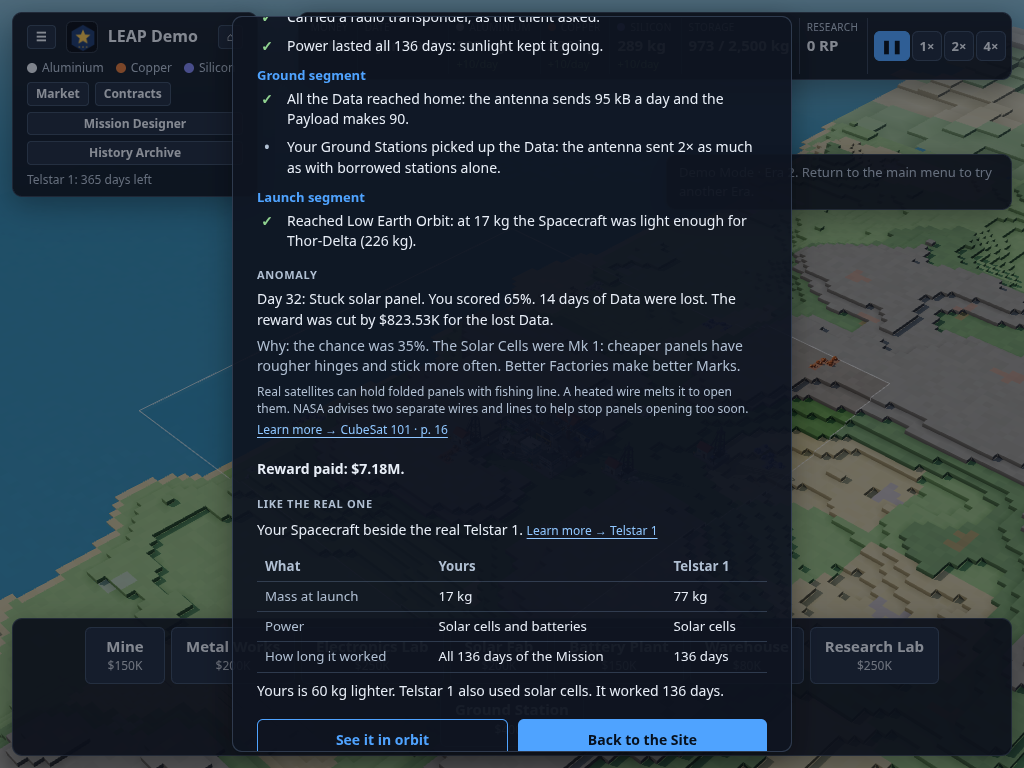 LEAP Demo
Aluminium
Copper
Silicon
Market
Contracts
Mission Designer
History Archive
Telstar 1: 365 days left
RESEARCH
0 RP
❚❚
1×
2×
4×
289 kg
973 / 2,500 kg
Demo Mode · Era 2. Return to the main menu to try
another Era
Carried a radio transponder, as the client asked.
✓ Power lasted all 136 days: sunlight kept it going.
Ground segment
✓ All the Data reached home: the antenna sends 95 kB a day and the
Payload makes 90.
• Your Ground Stations picked up the Data: the antenna sent 2× as much
as with borrowed stations alone.
Launch segment
✓ Reached Low Earth Orbit: at 17 kg the Spacecraft was light enough for
Thor-Delta (226 kg).
ANOMALY
Day 32: Stuck solar panel. You scored 65%. 14 days of Data were lost. The
reward was cut by $823.53K for the lost Data.
Why: the chance was 35%. The Solar Cells were Mk 1: cheaper panels have
rougher hinges and stick more often. Better Factories make better Marks.
Real satellites can hold folded panels with fishing line. A heated wire melts it to open
them. NASA advises two separate wires and lines to help stop panels opening too soon.
Learn more → CubeSat 101 · p. 16
Reward paid: $7.18M.
LIKE THE REAL ONE
Your Spacecraft beside the real Telstar 1. Learn more → Telstar 1
What Yours Telstar 1
Mass at launch 17 kg 77 kg
Power Solar cells and batteries Solar cells
How long it worked All 136 days of the Mission 136 days
Yours is 60 kg lighter. Telstar 1 also used solar cells. It worked 136 days.
See it in orbit
Back to the Site
Mine
$150K
Metal Works
Electronics Lab
Battery Plant
Warehouse
Research Lab
$250K
Ground Station